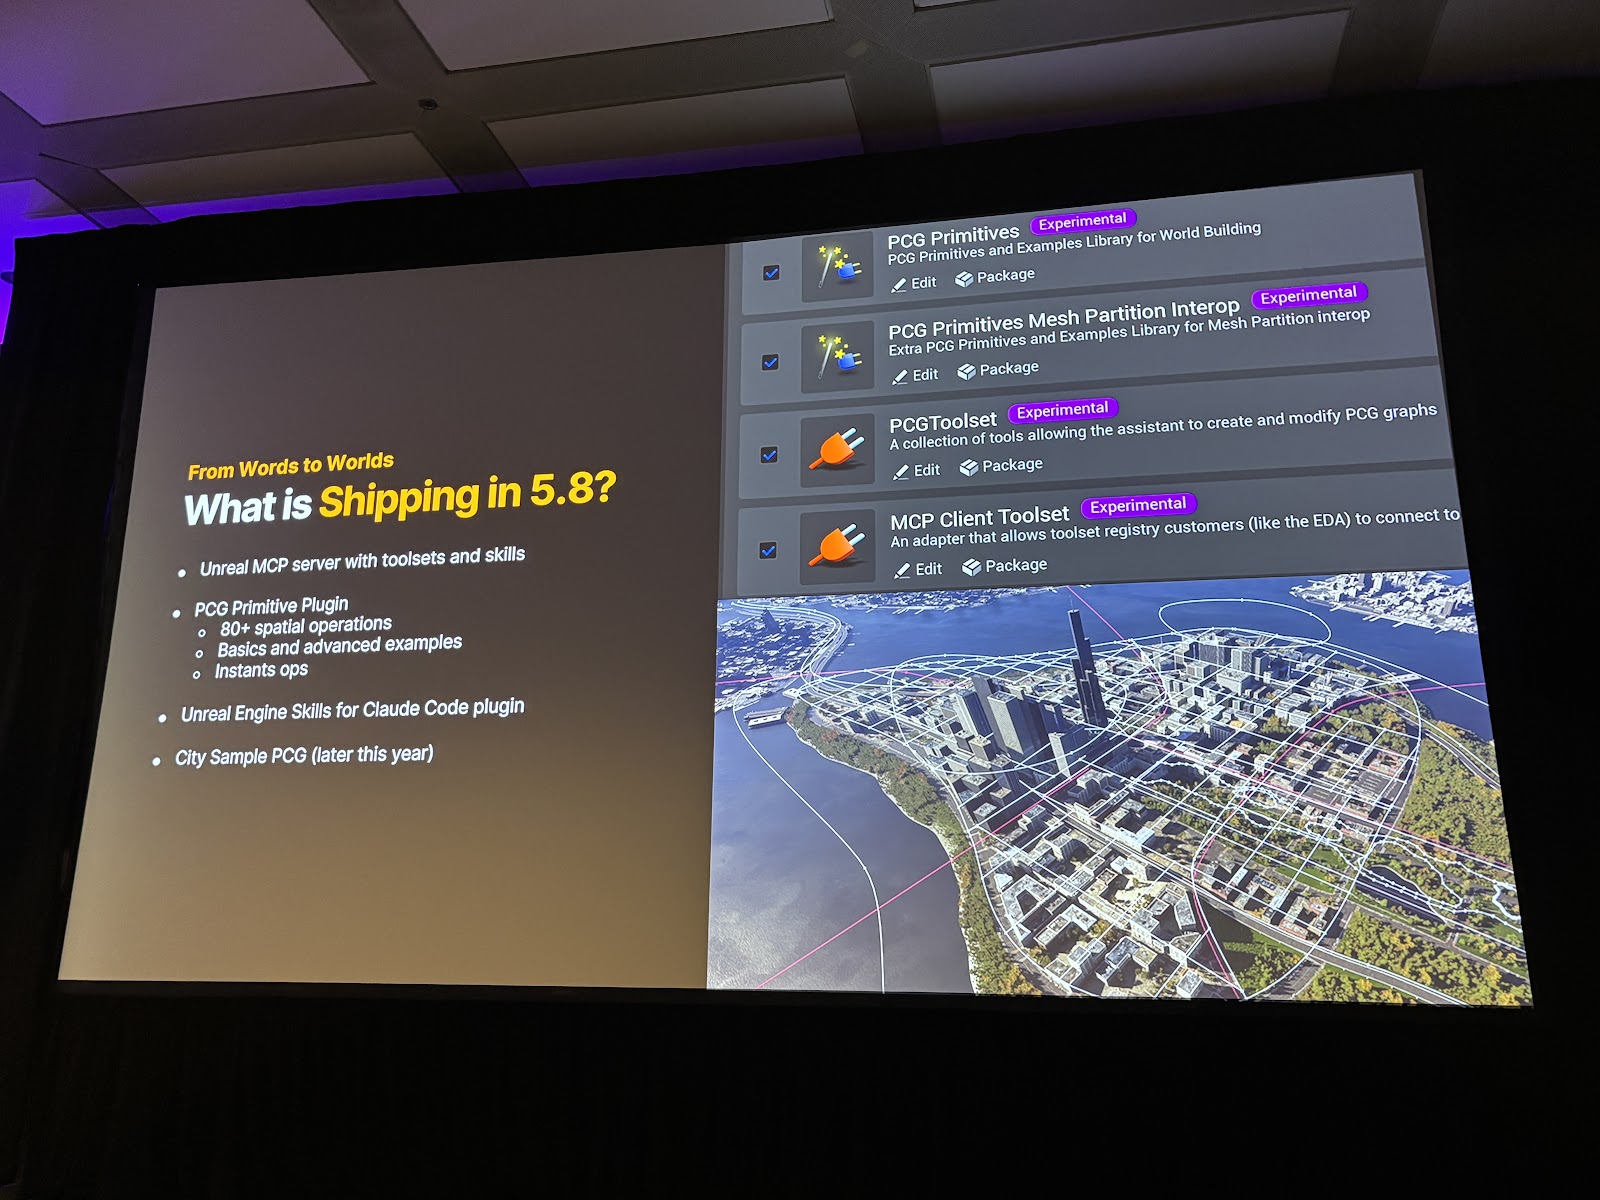 From Words to Worlds
What is Shipping in 5.8?
Unreal MCP server with toolsets and skills
PCG Primitive Plugin
80+ spatial operations
Basics and advanced examples
Instants ops
Unreal Engine Skills for Claude Code plugin
City Sample PCG (later this year)
PCG Primitives Experimental
PCG Primitives and Examples Library for World Building
Edit Package
PCG Primitives Mesh Partition Interop Experimental
Extra PCG Primitives and Examples Library for Mesh Partition interop
Edit Package
PCGToolset Experimental
A collection of tools allowing the assistant to create and modify PCG graphs
Edit Package
MCP Client Toolset Experimental
An adapter that allows toolset registry customers (like the EDA) to connect to
Edit Package